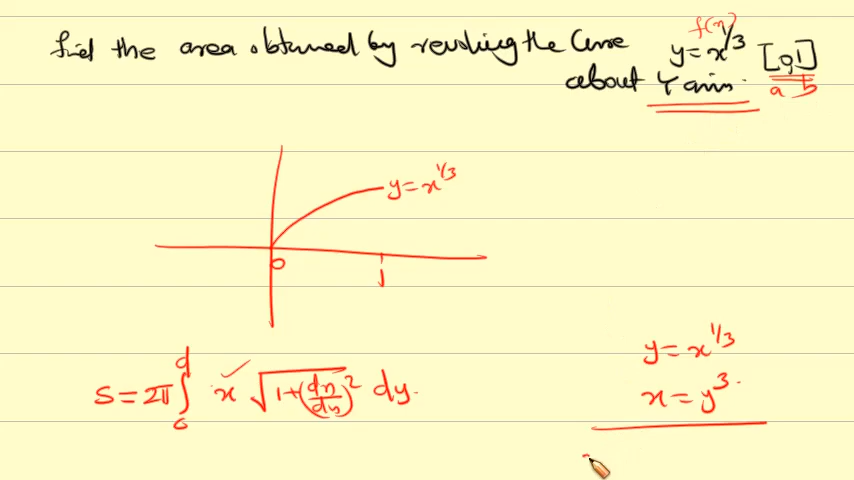 find the area obtained by revolving the Curve y=x^1/3 [0,1]
f(x)
about Y axis.
a b
y=x^1/3
0
1
S = 2π ∫_c^d x √(1+(dx/dy)^2) dy.
y=x^1/3
x=y^3.